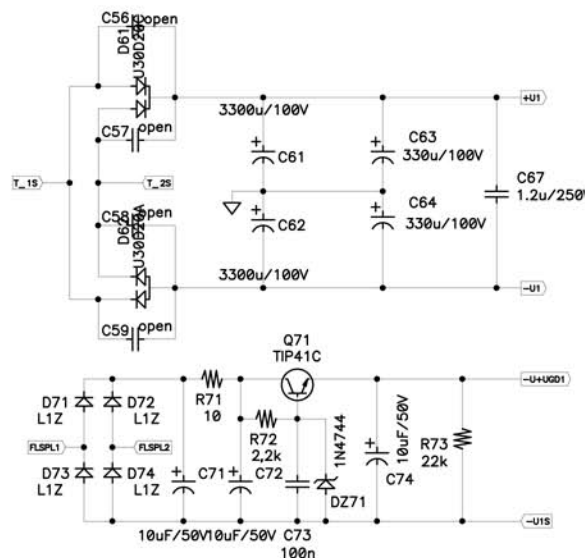 C56 open
D61
U30D20C
C57 open
3300u/100V
C61
C63
330u/100V
+U1
T_1S
T_2S
C67
1.2u/250V
C58 open
D62
U30D20A
C62
C64
330u/100V
3300u/100V
C59 open
-U1
Q71
TIP41C
D71
L1Z
D72
L1Z
R71
10
-U+UGD1
FLSPL1
FLSPL2
R72
2,2k
1N4744
10uF/50V
R73
22k
D73
L1Z
D74
L1Z
C71
C72
DZ71
C74
10uF/50V
10uF/50V
C73
100n
-U1S